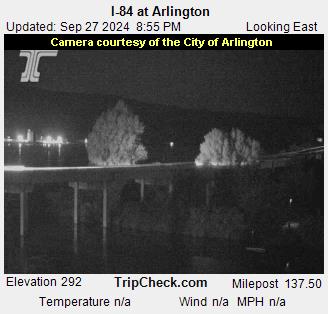 I-84 at Arlington
Updated: Sep 27 2024 8:55 PM Looking East
Camera courtesy of the City of Arlington
Elevation 292 TripCheck.com Milepost 137.50
Temperature n/a Wind n/a MPH n/a